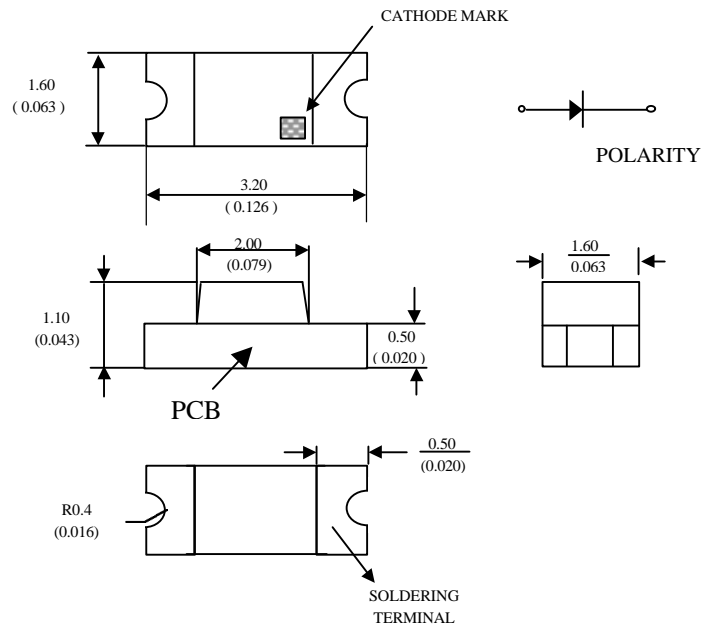 CATHODE MARK
1.60
( 0.063 )
POLARITY
3.20
( 0.126 )
2.00
(0.079)
1.60
0.063
1.10
(0.043)
0.50
( 0.020 )
PCB
0.50
(0.020)
R0.4
(0.016)
SOLDERING
TERMINAL